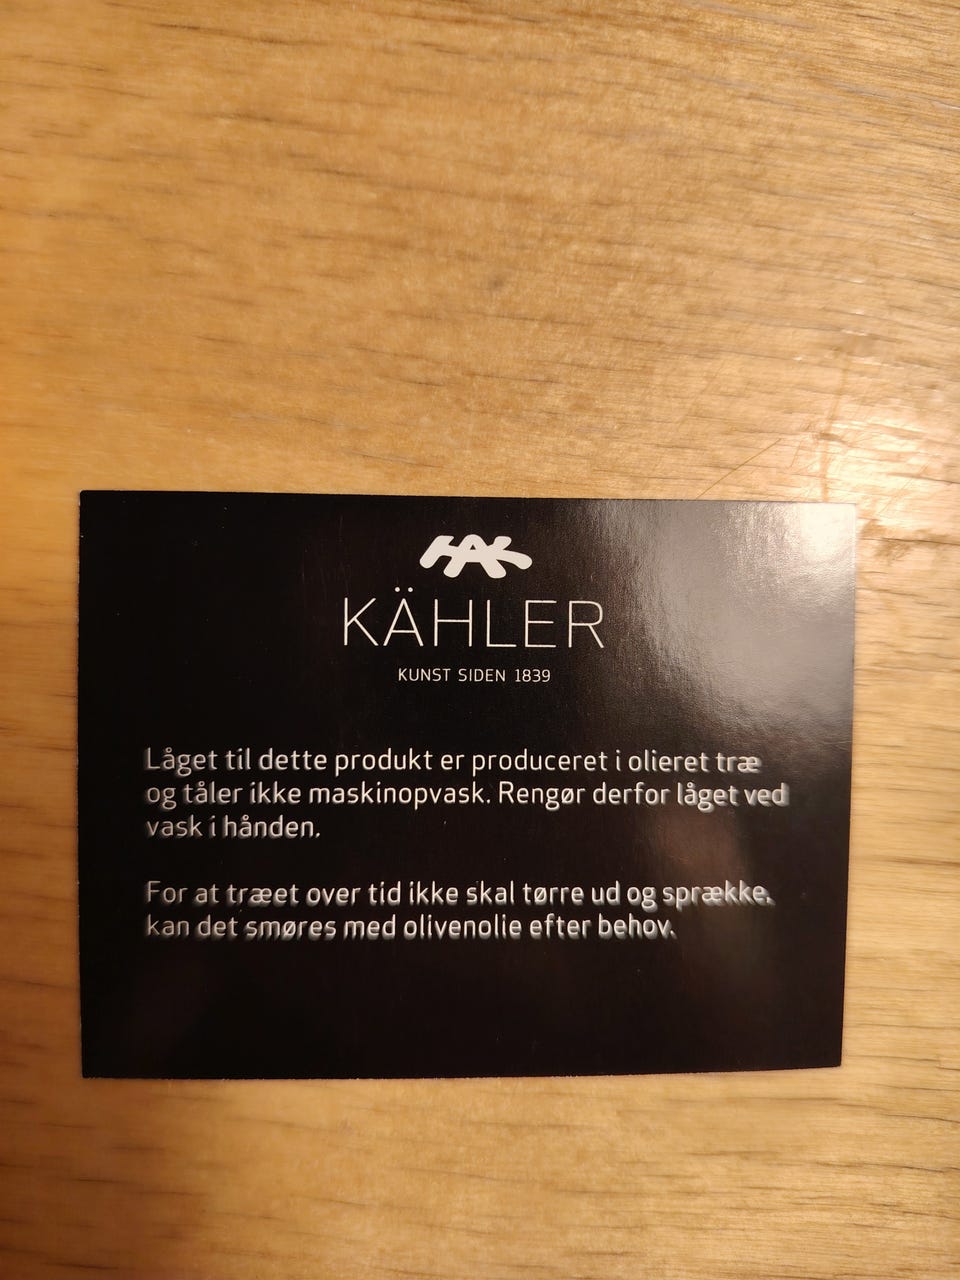 HAK
KÄHLER
KUNST SIDEN 1839
Låget til dette produkt er produceret i olieret træ
og tåler ikke maskinopvask. Rengør derfor låget ved
vask i hånden.
For at træet over tid ikke skal tørre ud og sprække,
kan det smøres med olivenolie efter behov.